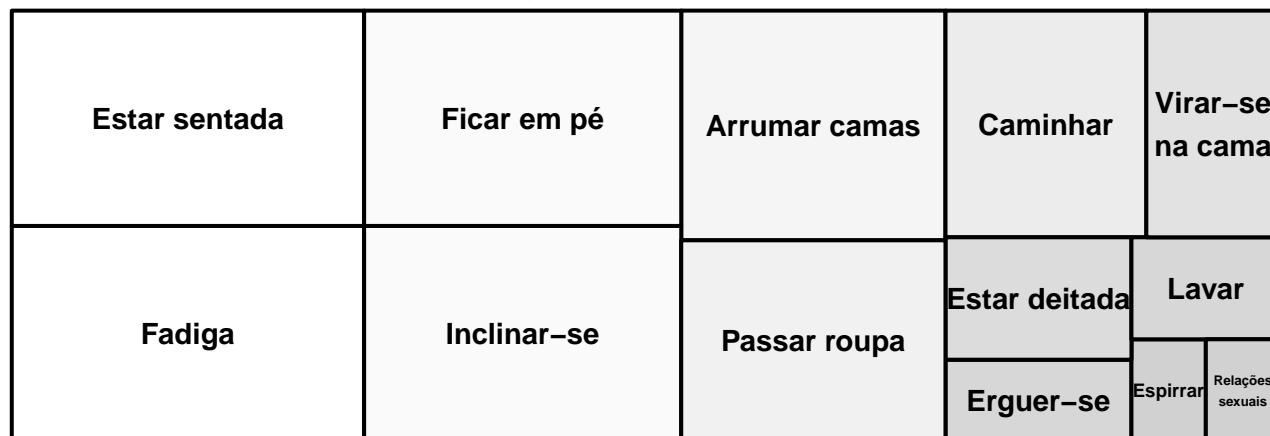 Estar sentada
Ficar em pé
Arrumar camas
Caminhar
Virar−se
na cama
Fadiga
Inclinar−se
Passar roupa
Estar deitada
Lavar
Erguer−se
Espirrar
Relações
sexuais